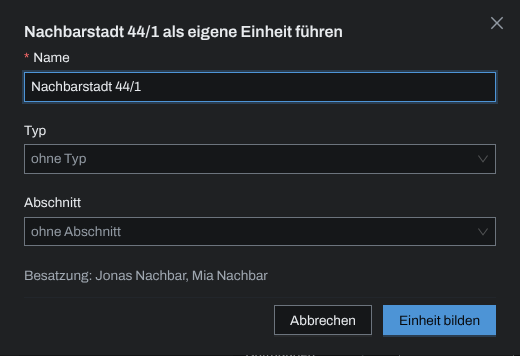 Nachbarstadt 44/1 als eigene Einheit führen
* Name
Nachbarstadt 44/1
Typ
ohne Typ
Abschnitt
ohne Abschnitt
Besatzung: Jonas Nachbar, Mia Nachbar
Abbrechen
Einheit bilden